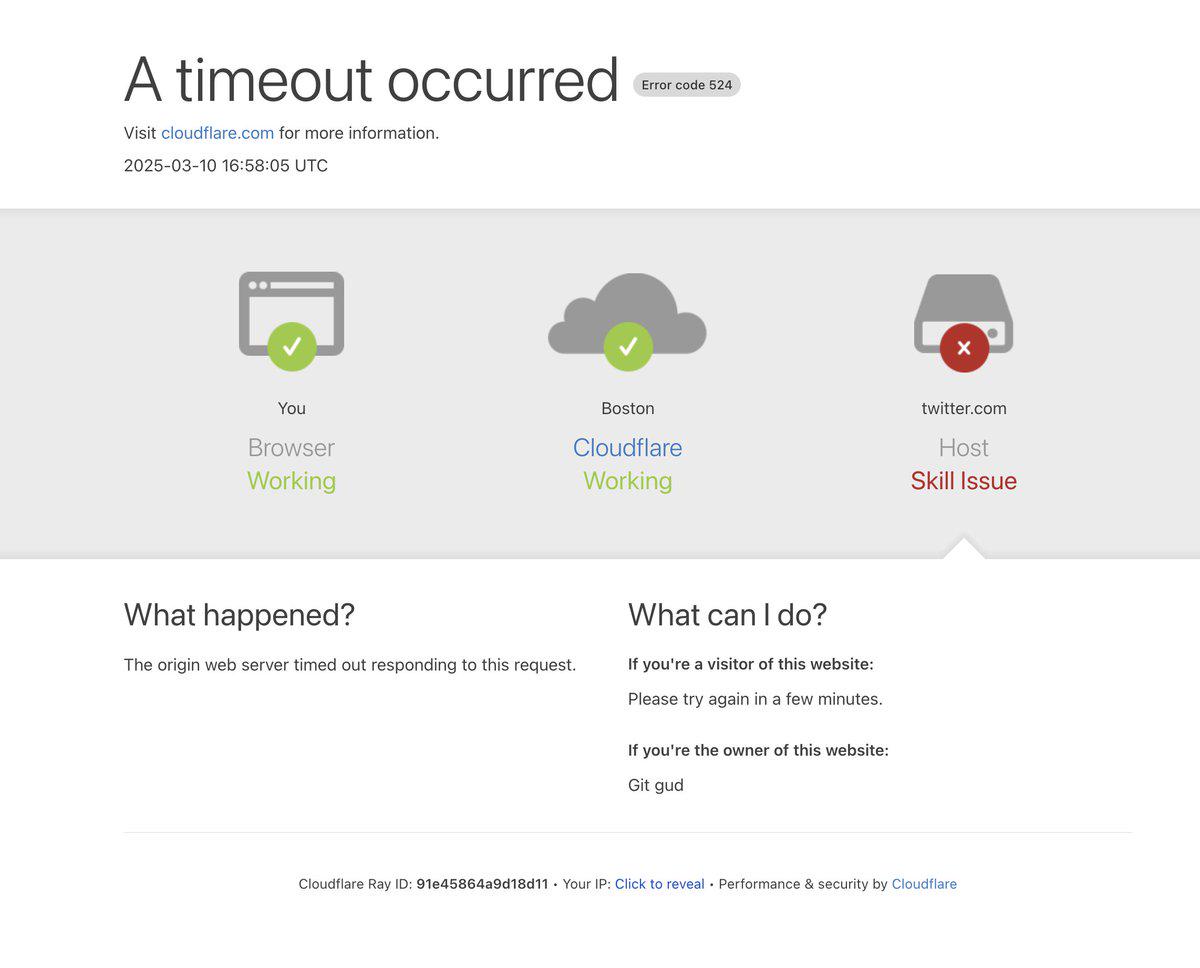 A timeout occurred Error code 524
Visit cloudflare.com for more information.
2025-03-10 16:58:05 UTC
You
Browser
Working
Boston
Cloudflare
Working
twitter.com
Host
Skill Issue
What happened?
The origin web server timed out responding to this request.
What can I do?
If you're a visitor of this website:
Please try again in a few minutes.
If you're the owner of this website:
Git gud
Cloudflare Ray ID: 91e45864a9d18d11 • Your IP: Click to reveal • Performance & security by Cloudflare